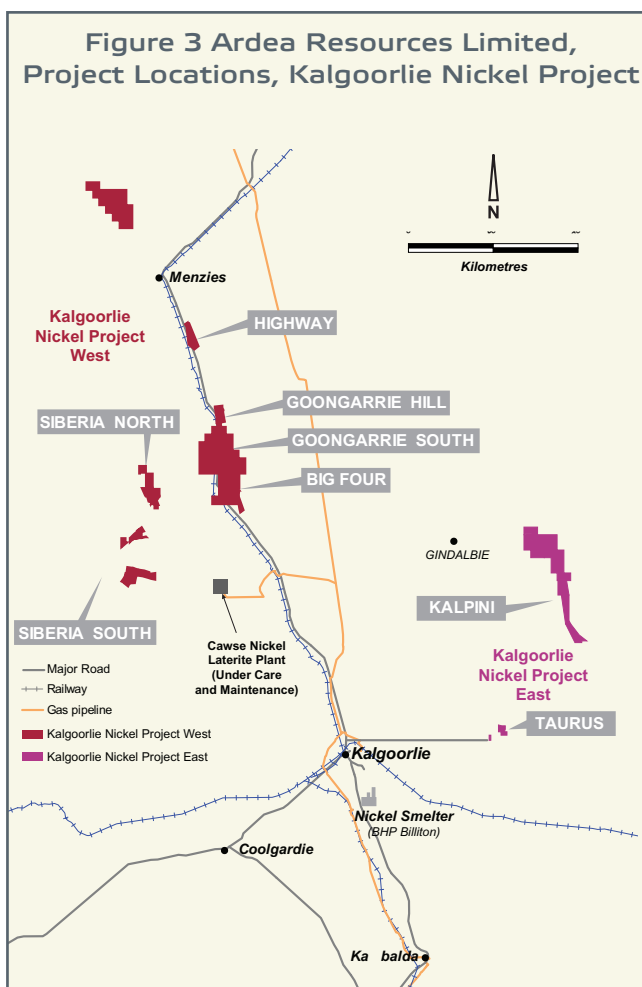 Figure 3 Ardea Resources Limited,
Project Locations, Kalgoorlie Nickel Project
N
Kilometres
Menzies
Kalgoorlie
Nickel Project
West
HIGHWAY
GOONGARRIE HILL
SIBERIA NORTH
GOONGARRIE SOUTH
BIG FOUR
GINDALBIE
KALPINI
SIBERIA SOUTH
Cawse Nickel
Laterite Plant
(Under Care
and Maintenance)
Kalgoorlie
Nickel Project
East
Major Road
Railway
Gas pipeline
Kalgoorlie Nickel Project West
Kalgoorlie Nickel Project East
TAURUS
Kalgoorlie
Nickel Smelter
(BHP Billiton)
Coolgardie
Ka balda